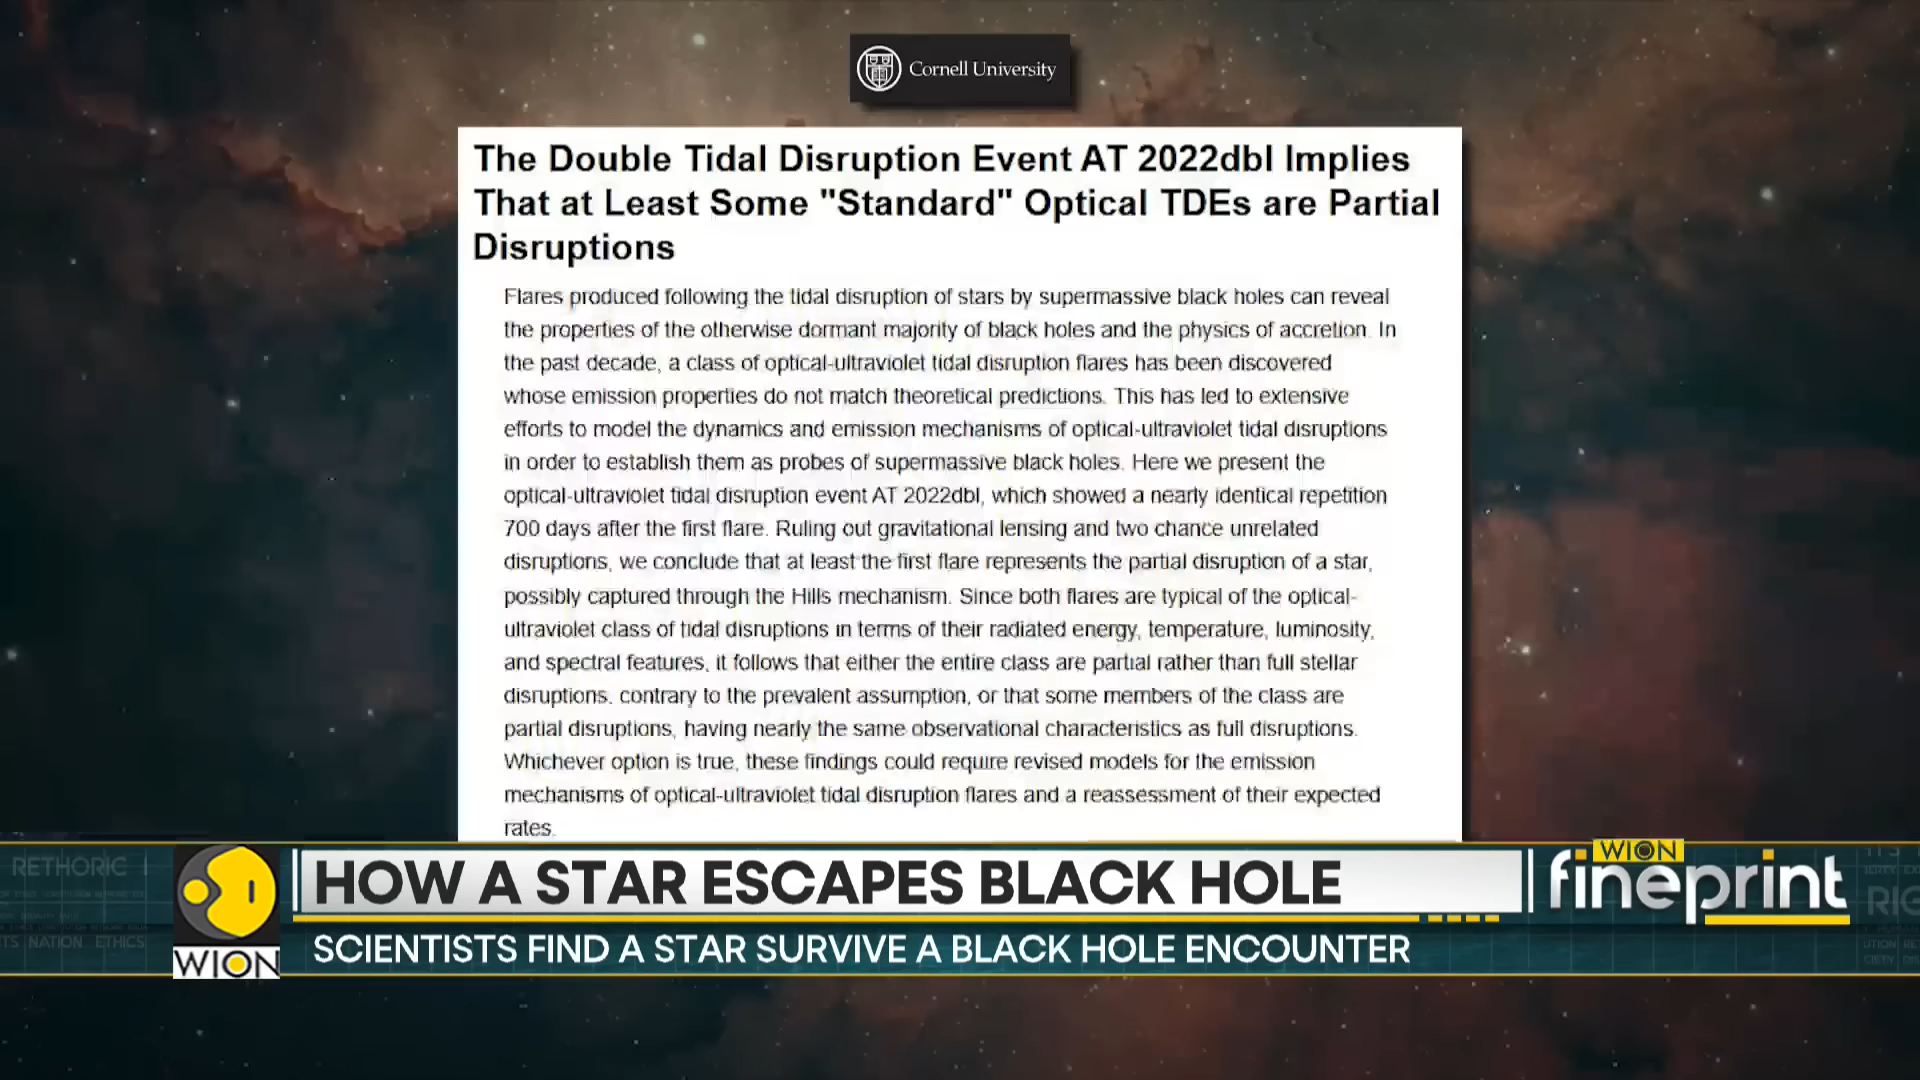 Cornell University
The Double Tidal Disruption Event AT 2022dbl Implies
That at Least Some "Standard" Optical TDEs are Partial
Disruptions
Flares produced following the tidal disruption of stars by supermassive black holes can reveal
the properties of the otherwise dormant majority of black holes and the physics of accretion. In
the past decade, a class of optical-ultraviolet tidal disruption flares has been discovered
whose emission properties do not match theoretical predictions. This has led to extensive
efforts to model the dynamics and emission mechanisms of optical-ultraviolet tidal disruptions
in order to establish them as probes of supermassive black holes. Here we present the
optical-ultraviolet tidal disruption event AT 2022dbl, which showed a nearly identical repetition
700 days after the first flare. Ruling out gravitational lensing and two chance unrelated
disruptions, we conclude that at least the first flare represents the partial disruption of a star,
possibly captured through the Hills mechanism. Since both flares are typical of the optical-
ultraviolet class of tidal disruptions in terms of their radiated energy, temperature, luminosity,
and spectral features, it follows that either the entire class are partial rather than full stellar
disruptions, contrary to the prevalent assumption, or that some members of the class are
partial disruptions, having nearly the same observational characteristics as full disruptions.
Whichever option is true, these findings could require revised models for the emission
mechanisms of optical-ultraviolet tidal disruption flares and a reassessment of their expected
rates.
RETHORIC
NATION ETHICS
WION
HOW A STAR ESCAPES BLACK HOLE
SCIENTISTS FIND A STAR SURVIVE A BLACK HOLE ENCOUNTER
WION
fineprint